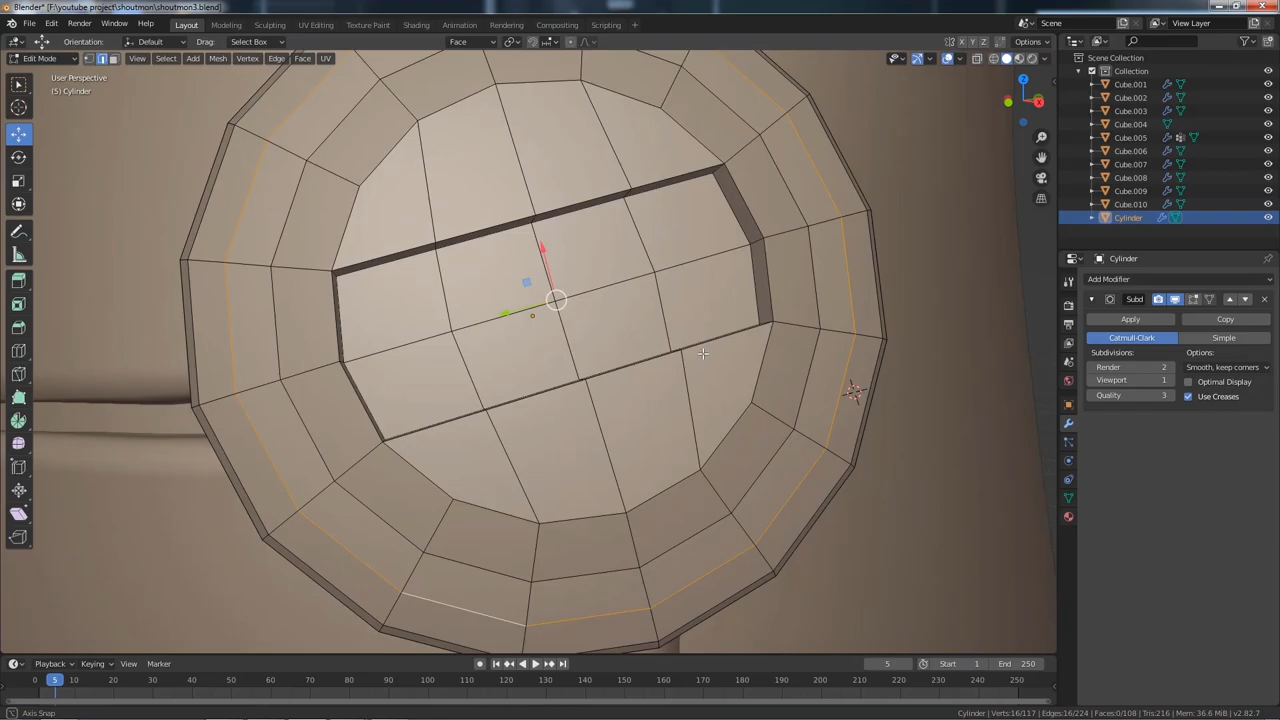 Blender* [F:\youtube project\shoutmon\shoutmon3.blend]
File Edit Render Window Help Layout Modeling Sculpting UV Editing Texture Paint Shading Animation Rendering Compositing Scripting + Scene View Layer
Orientation: Default Drag: Select Box Face X Y Z Options
Edit Mode View Select Add Mesh Vertex Edge Face UV
User Perspective
(5) Cylinder
Z
X
Scene Collection
Collection
Cube.001
Cube.002
Cube.003
Cube.004
Cube.005
Cube.006
Cube.007
Cube.008
Cube.009
Cube.010
Cylinder
Cylinder
Add Modifier
Subd
Apply Copy
Catmull-Clark Simple
Subdivisions: Options:
Render 2 Smooth, keep corners
Viewport 1 Optimal Display
Quality 3 Use Creases
Playback Keying View Marker 5 Start 1 End 250
0 5 10 20 30 40 50 60 70 80 90 100 110 120 130 140 150 160 170 180 190 200 210 220 230 240 250
Axis Snap Cylinder | Verts:16/117 | Edges:16/224 | Faces:0/108 | Tris:216 | Mem: 36.6 MiB | v2.82.7